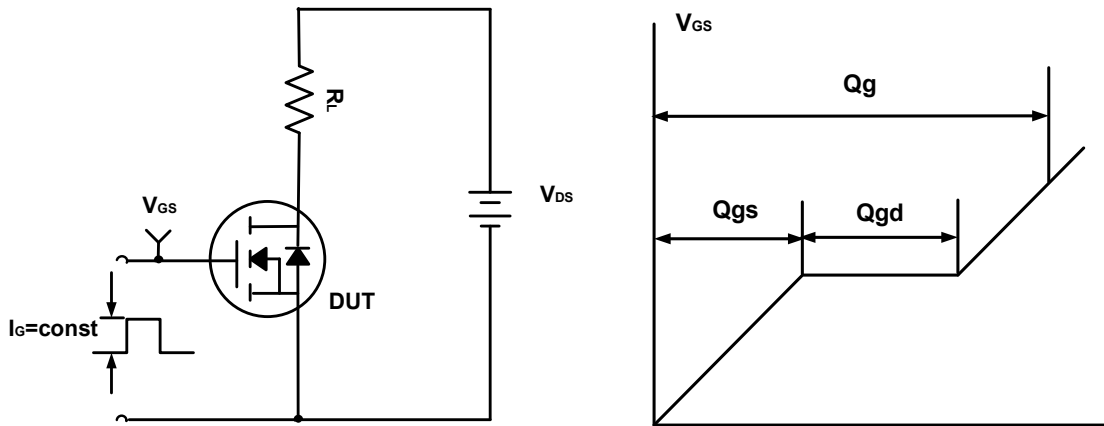 RL
VGS
VDS
DUT
IG=const
VGS
Qg
Qgs
Qgd